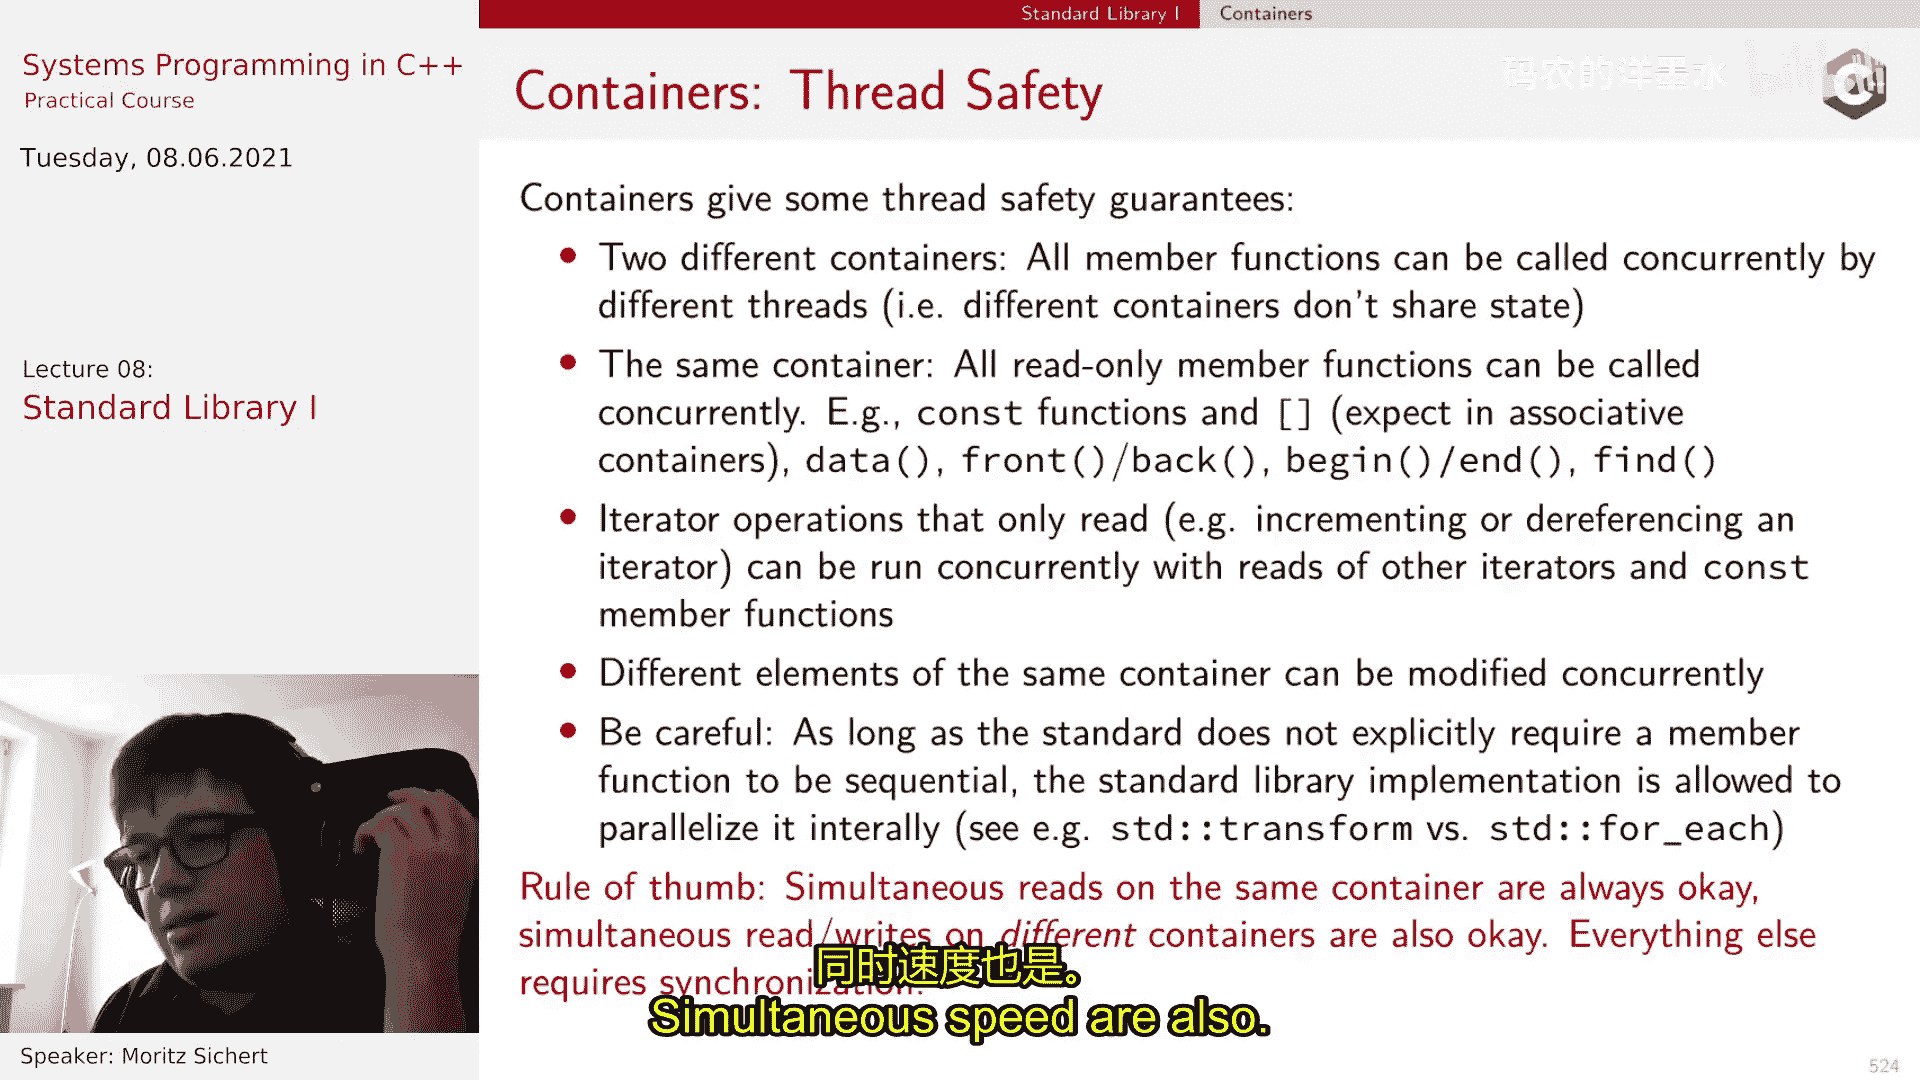 Standard Library I
Containers
Systems Programming in C++
Practical Course
Tuesday, 08.06.2021
Lecture 08:
Standard Library I
Containers: Thread Safety
码农的洋墨水
Containers give some thread safety guarantees:
• Two different containers: All member functions can be called concurrently by
different threads (i.e. different containers don't share state)
• The same container: All read-only member functions can be called
concurrently. E.g., const functions and [] (expect in associative
containers), data(), front()/back(), begin()/end(), find()
• Iterator operations that only read (e.g. incrementing or dereferencing an
iterator) can be run concurrently with reads of other iterators and const
member functions
• Different elements of the same container can be modified concurrently
• Be careful: As long as the standard does not explicitly require a member
function to be sequential, the standard library implementation is allowed to
parallelize it interally (see e.g. std::transform vs. std::for_each)
Rule of thumb: Simultaneous reads on the same container are always okay,
simultaneous read/writes on different containers are also okay. Everything else
requires synchronization.
同时速度也是。
Simultaneous speed are also.
Speaker: Moritz Sichert
524